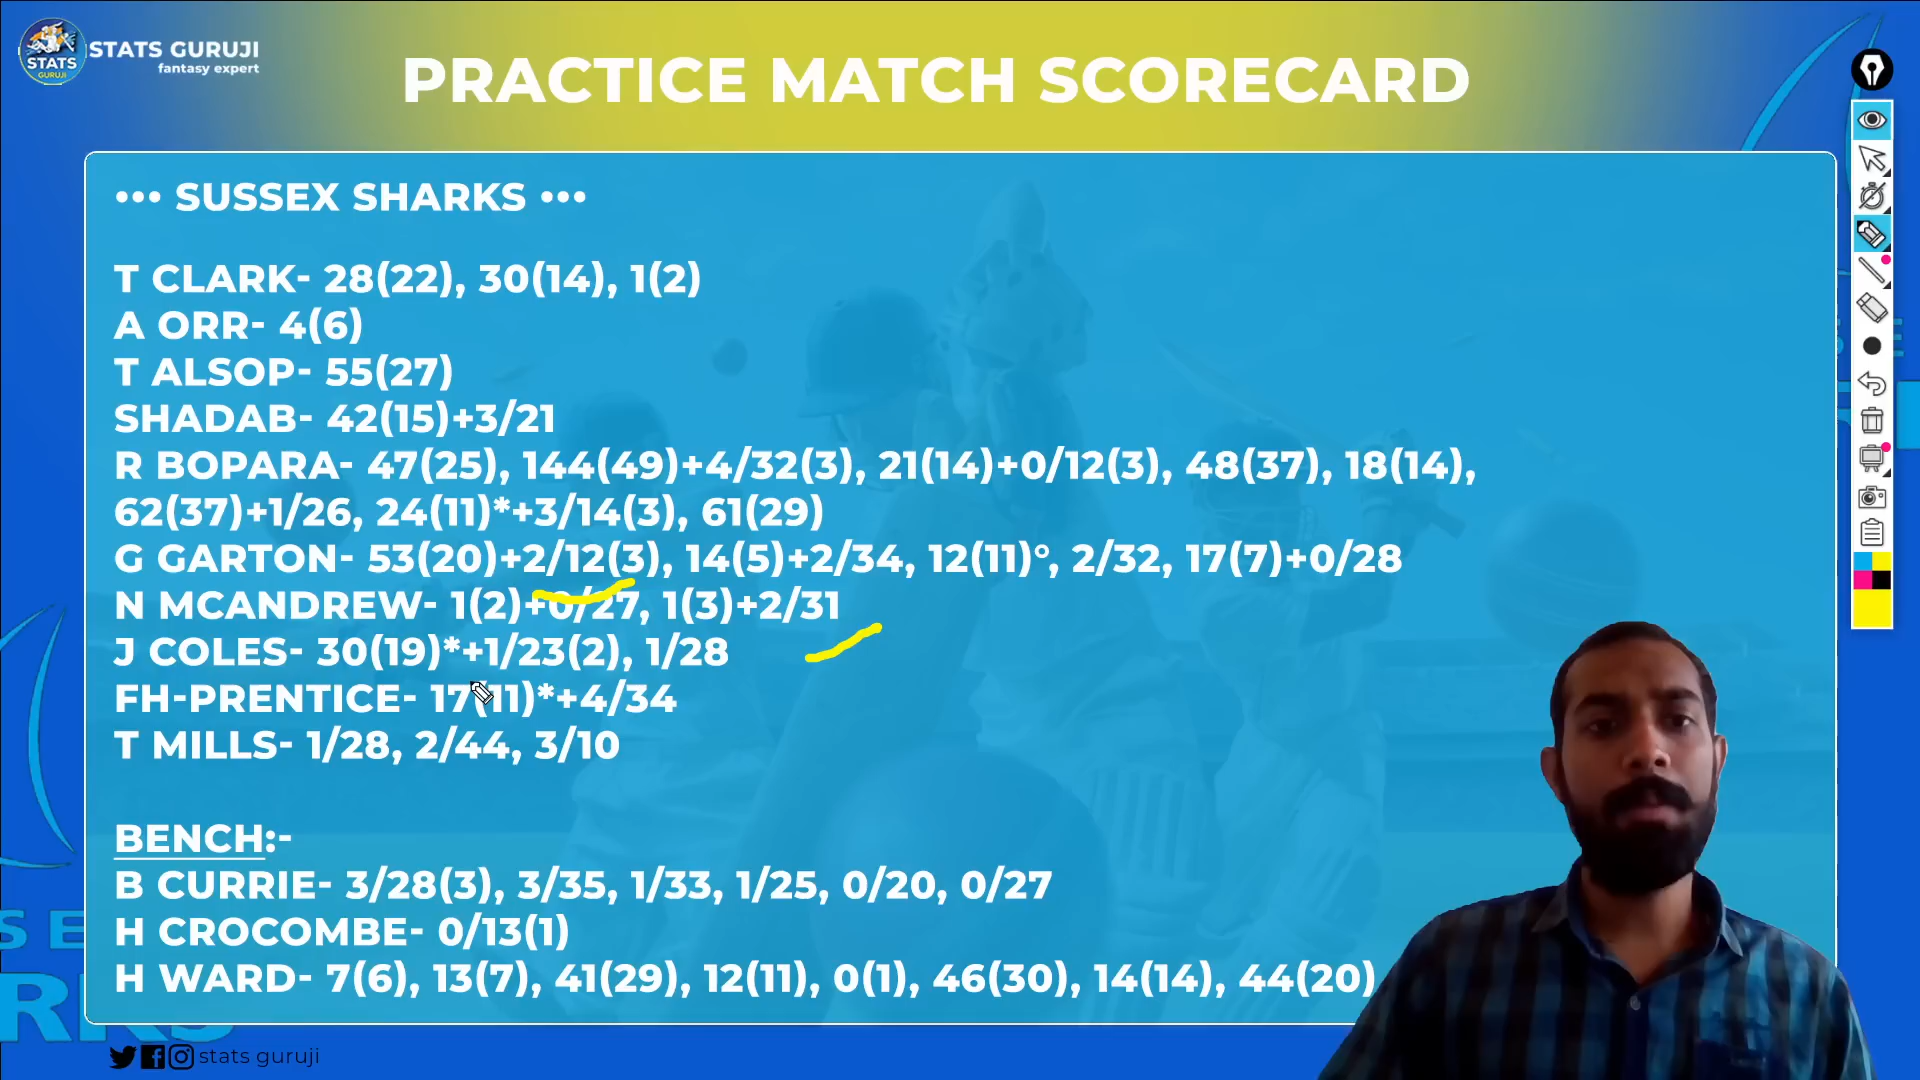 STATS GURUJI
fantasy expert
STATS
GURUJI
PRACTICE MATCH SCORECARD
••• SUSSEX SHARKS •••
T CLARK- 28(22), 30(14), 1(2)
A ORR- 4(6)
T ALSOP- 55(27)
SHADAB- 42(15)+3/21
R BOPARA- 47(25), 144(49)+4/32(3), 21(14)+0/12(3), 48(37), 18(14),
62(37)+1/26, 24(11)*+3/14(3), 61(29)
G GARTON- 53(20)+2/12(3), 14(5)+2/34, 12(11)°, 2/32, 17(7)+0/28
N MCANDREW- 1(2)+0/27, 1(3)+2/31
J COLES- 30(19)*+1/23(2), 1/28
FH-PRENTICE- 17(11)*+4/34
T MILLS- 1/28, 2/44, 3/10
BENCH:-
B CURRIE- 3/28(3), 3/35, 1/33, 1/25, 0/20, 0/27
H CROCOMBE- 0/13(1)
H WARD- 7(6), 13(7), 41(29), 12(11), 0(1), 46(30), 14(14), 44(20)
stats guruji